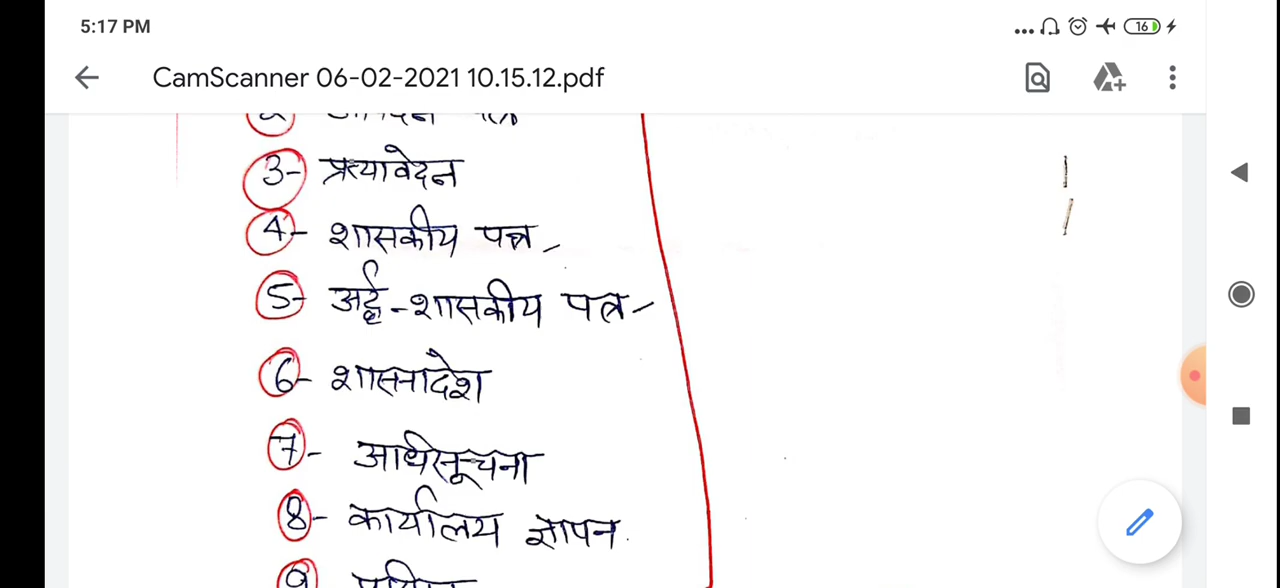 5:17 PM
16
CamScanner 06-02-2021 10.15.12.pdf
3- प्रत्यावेदन
4- शासकीय पत्र -
5- अर्द्ध-शासकीय पत्र -
6- शासनादेश
7- अधिसूचना
8- कार्यालय ज्ञापन